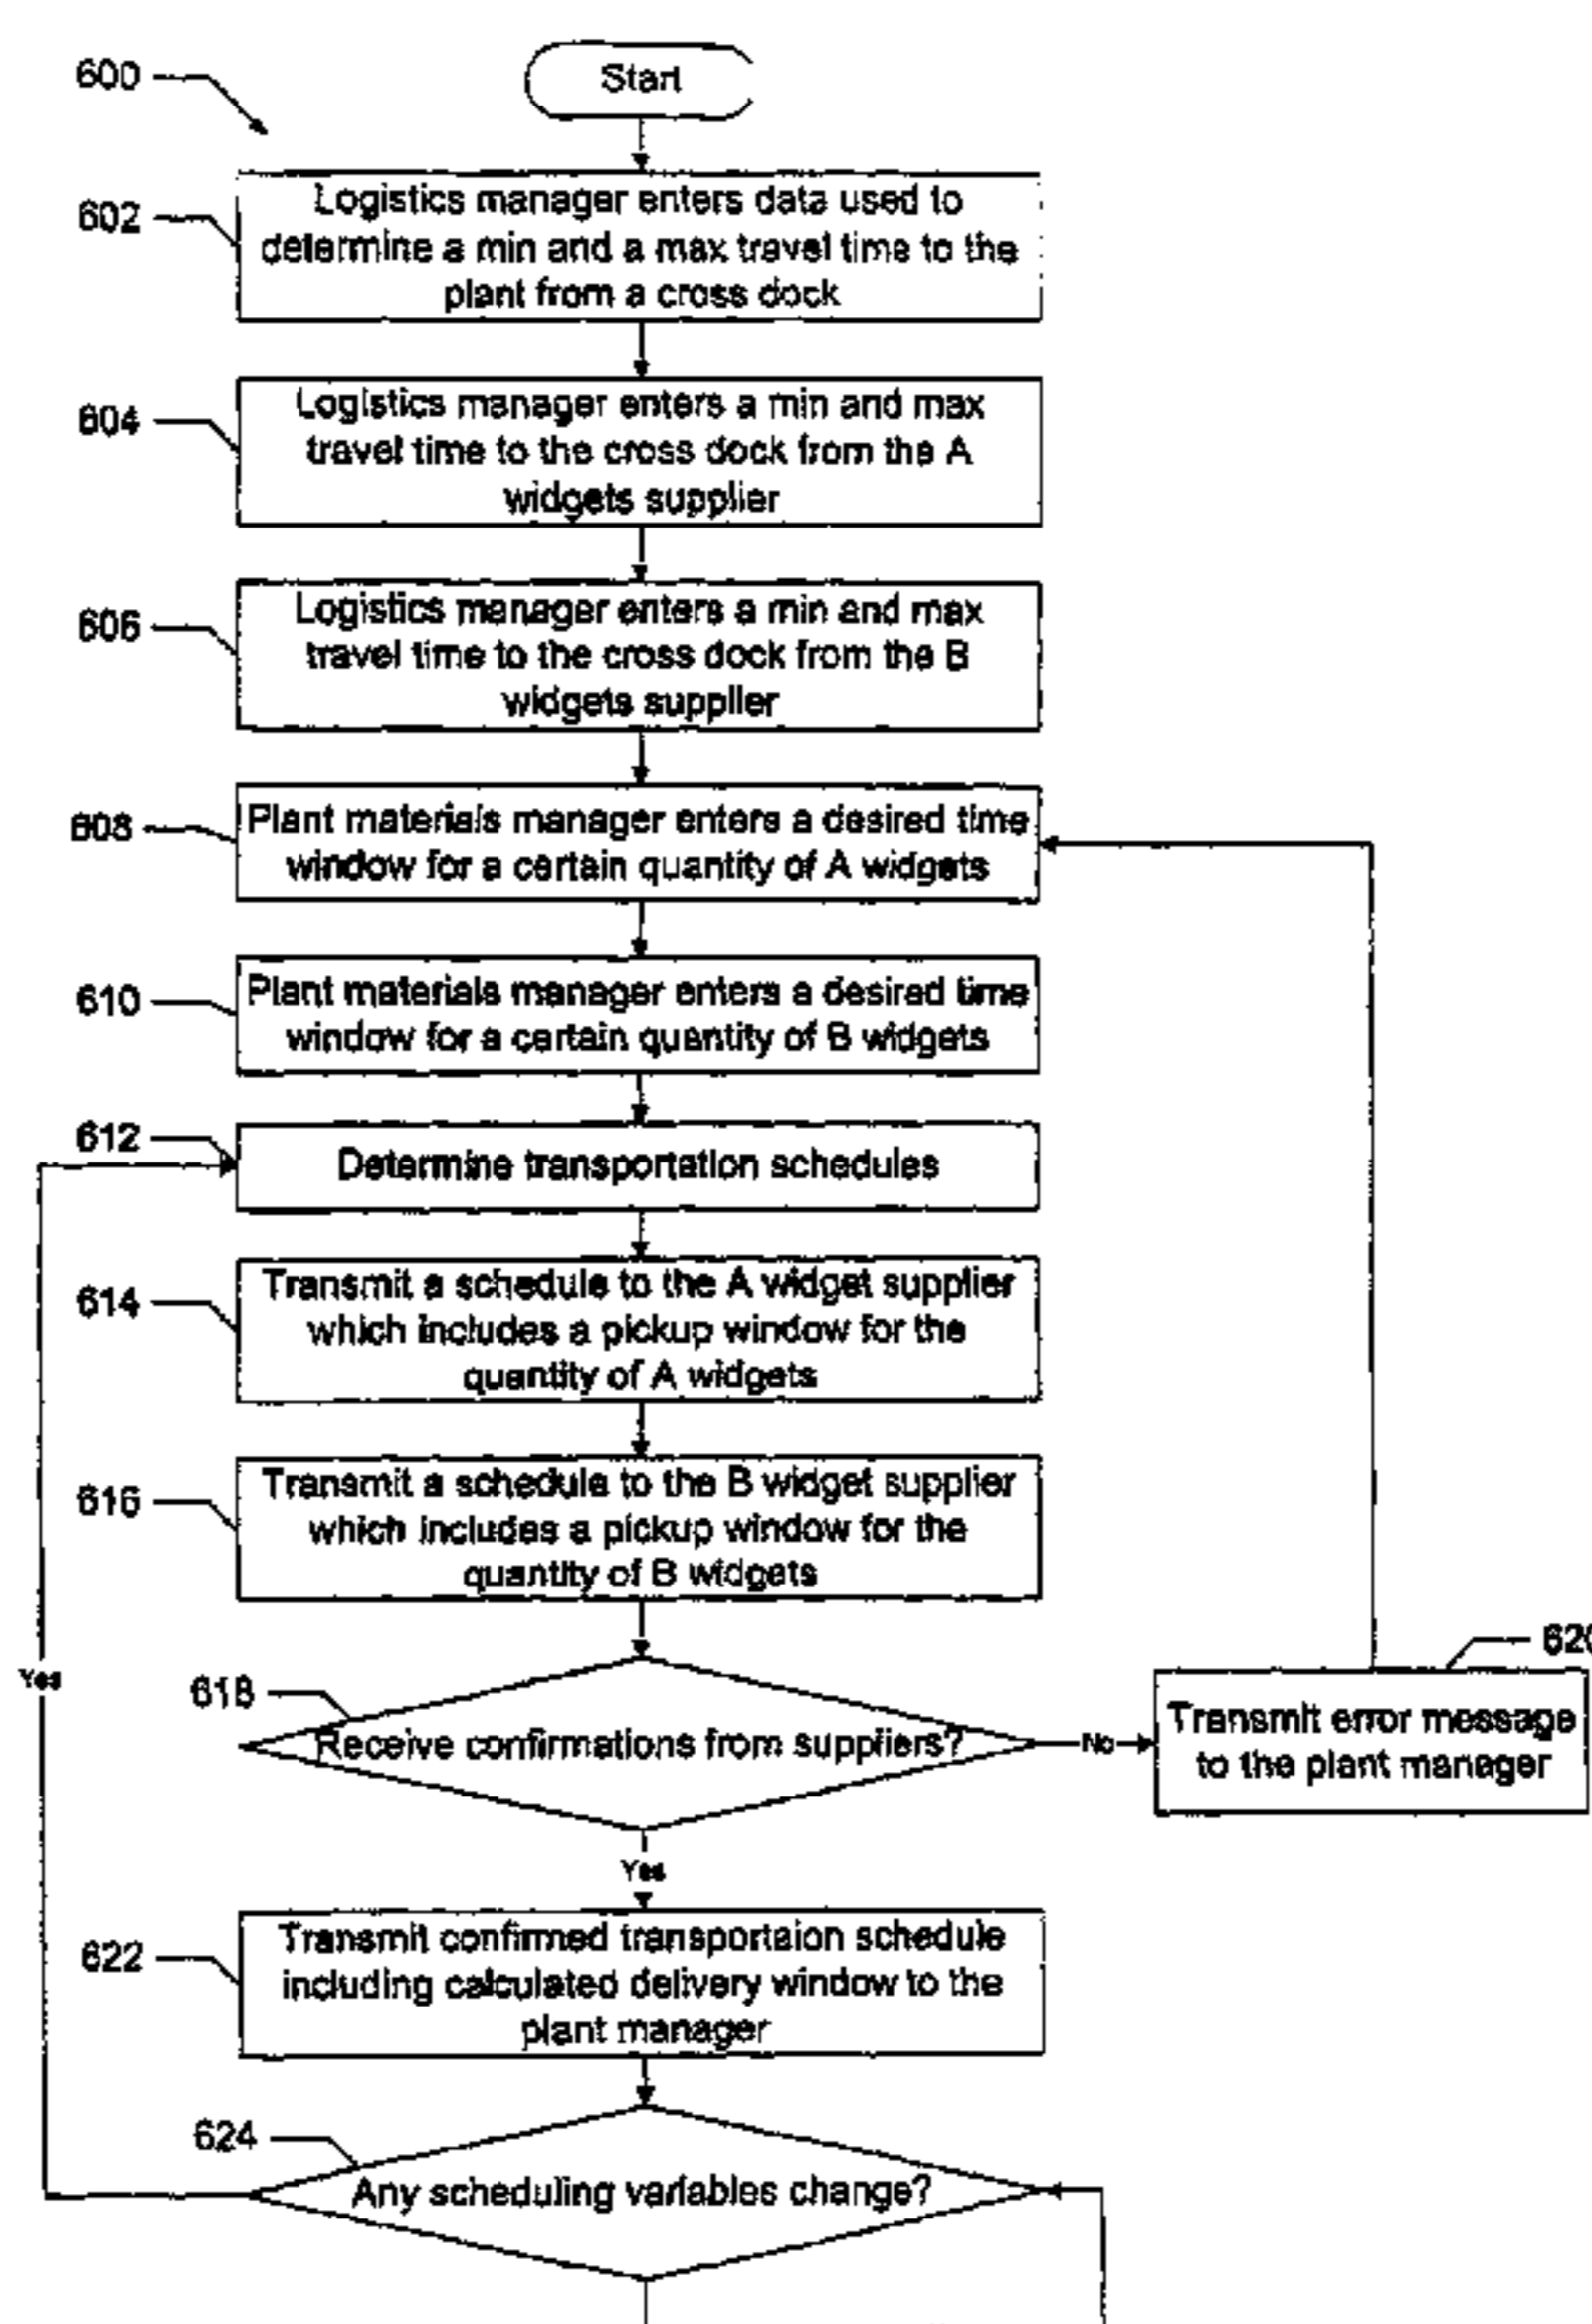 600
Start
602
Logistics manager enters data used to
determine a min and a max travel time to the
plant from a cross dock
604
Logistics manager enters a min and max
travel time to the cross dock from the A
widgets supplier
606
Logistics manager enters a min and max
travel time to the cross dock from the B
widgets supplier
608
Plant materials manager enters a desired time
window for a certain quantity of A widgets
610
Plant materials manager enters a desired time
window for a certain quantity of B widgets
612
Determine transportation schedules
614
Transmit a schedule to the A widget supplier
which includes a pickup window for the
quantity of A widgets
616
Transmit a schedule to the B widget supplier
which includes a pickup window for the
quantity of B widgets
Yes
618
Receive confirmations from suppliers?
No
620
Transmit error message
to the plant manager
Yes
622
Transmit confirmed transportaion schedule
including calculated delivery window to the
plant manager
624
Any scheduling variables change?